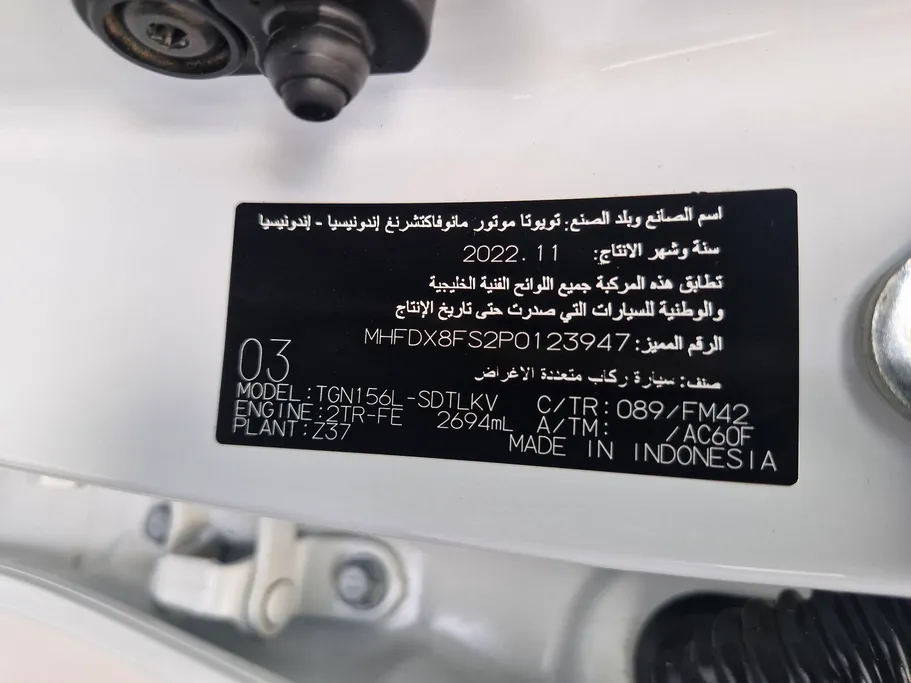 اسم الصانع وبلد الصنع: تويوتا موتور مانوفاكتشرنغ إندونيسيا - إندونيسيا
سنة وشهر الانتاج: 2022.11
تطابق هذه المركبة جميع اللوائح الفنية الخليجية
والوطنية للسيارات التي صدرت حتى تاريخ الإنتاج
الرقم المميز: MHFDX8FS2P0123947
صنف: سيارة ركاب متعددة الاغراض
03
MODEL:TGN156L-SDTLKV C/TR:089/FM42
ENGINE:2TR-FE 2694mL A/TM: /AC60F
PLANT:Z37 MADE IN INDONESIA